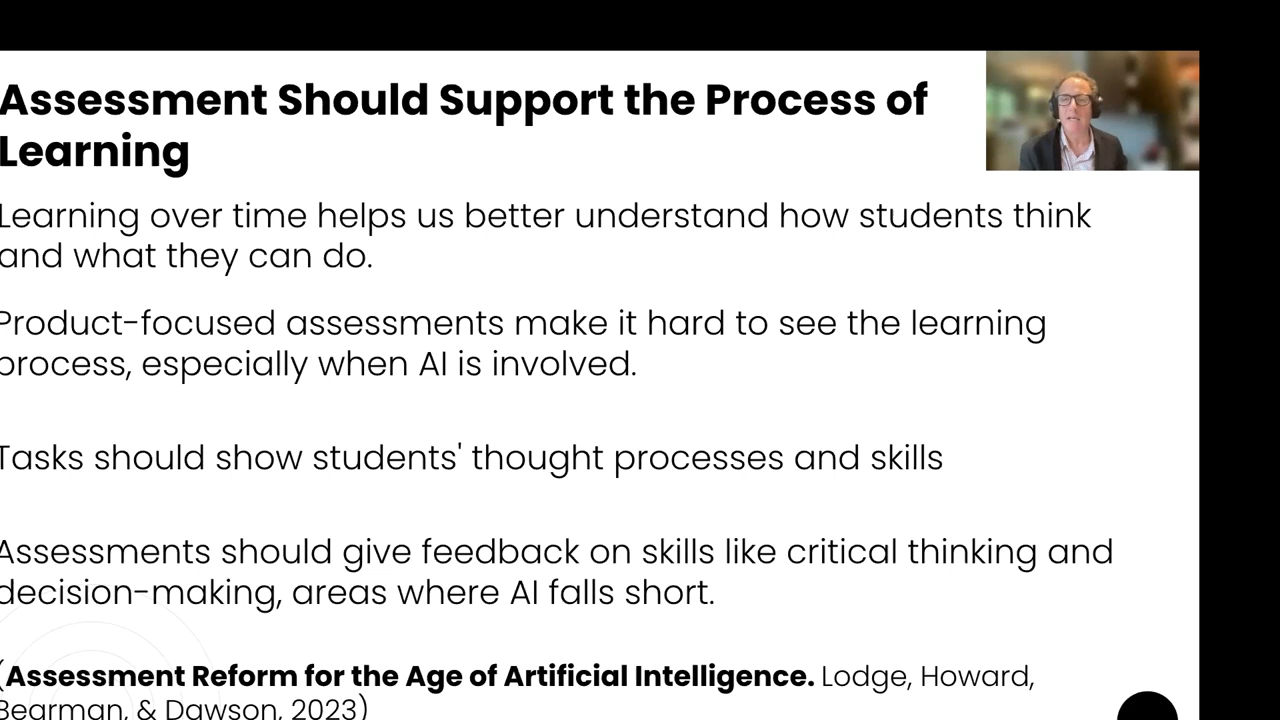 Assessment Should Support the Process of
Learning
Learning over time helps us better understand how students think
and what they can do.
Product-focused assessments make it hard to see the learning
process, especially when AI is involved.
Tasks should show students' thought processes and skills
Assessments should give feedback on skills like critical thinking and
decision-making, areas where AI falls short.
(Assessment Reform for the Age of Artificial Intelligence. Lodge, Howard,
Bearman, & Dawson, 2023)